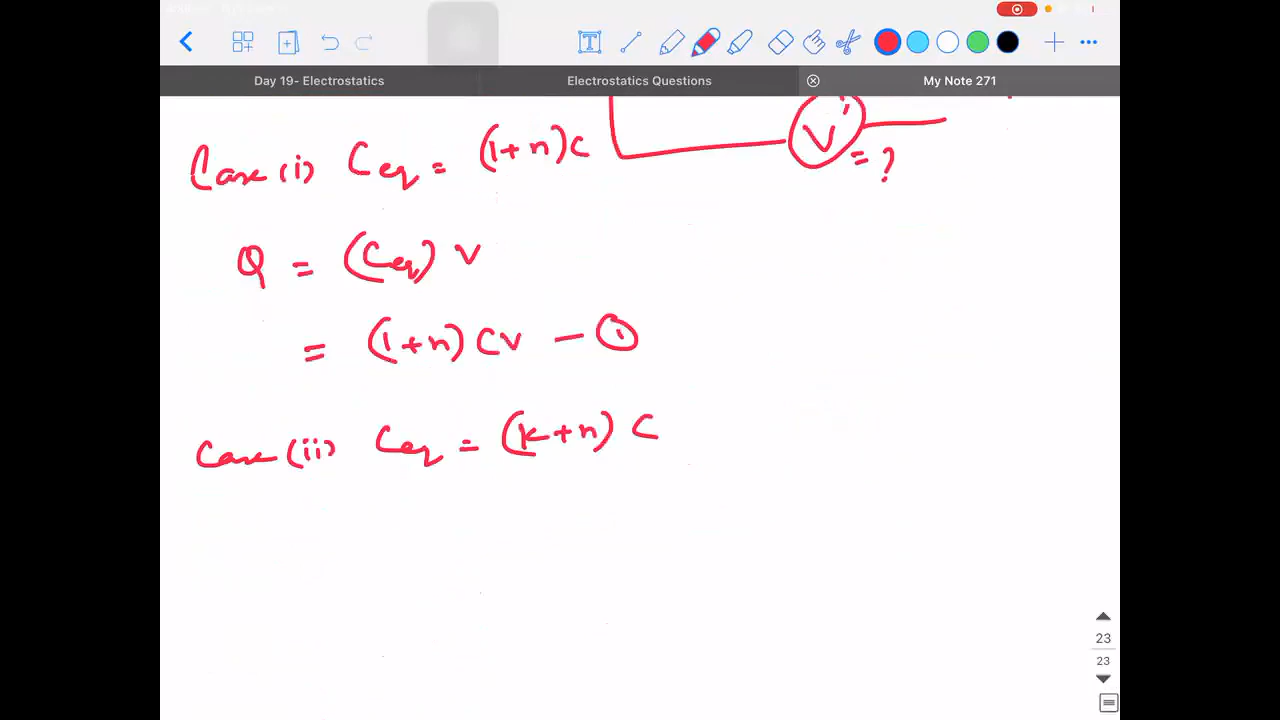 Day 19- Electrostatics
Electrostatics Questions
My Note 271
V'
= ?
Case (i) Ceq = (1+n)C
Q = (Ceq) V
= (1+n) CV - ①
Case (ii) Ceq = (K+n) C
23
23